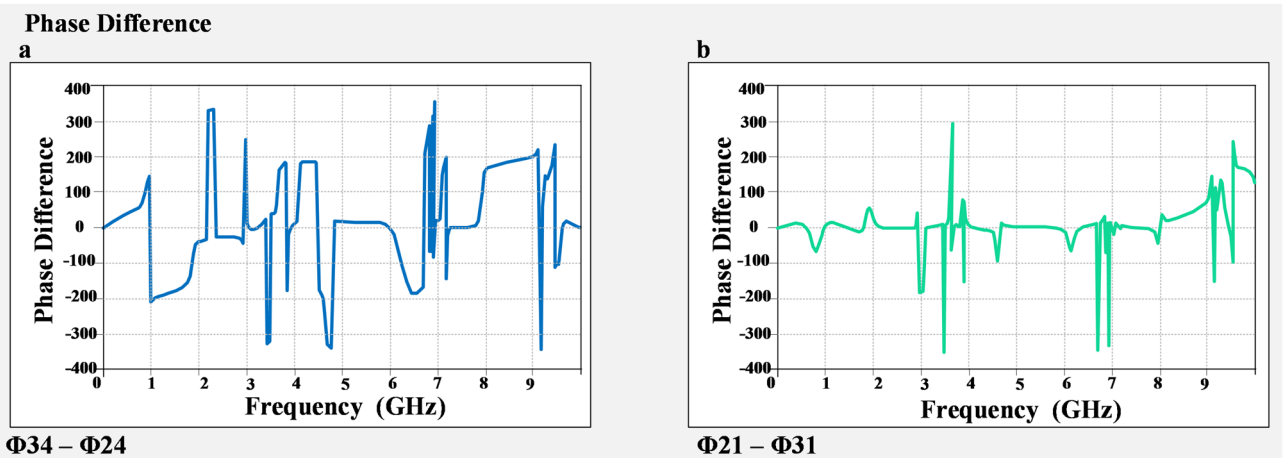 Phase Difference
a
400
300
200
100
0
-100
-200
-300
-400
Phase Difference
0 1 2 3 4 5 6 7 8 9
Frequency (GHz)
Φ34 – Φ24
b
400
300
200
100
0
-100
-200
-300
-400
Phase Difference
0 1 2 3 4 5 6 7 8 9
Frequency (GHz)
Φ21 – Φ31